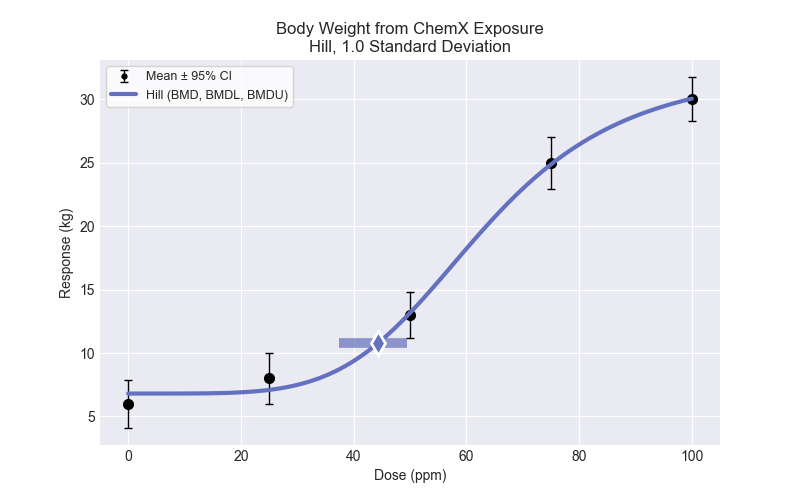 Body Weight from ChemX Exposure
Hill, 1.0 Standard Deviation
Mean ± 95% CI
Hill (BMD, BMDL, BMDU)
30
25
20
15
10
5
Response (kg)
0 20 40 60 80 100
Dose (ppm)